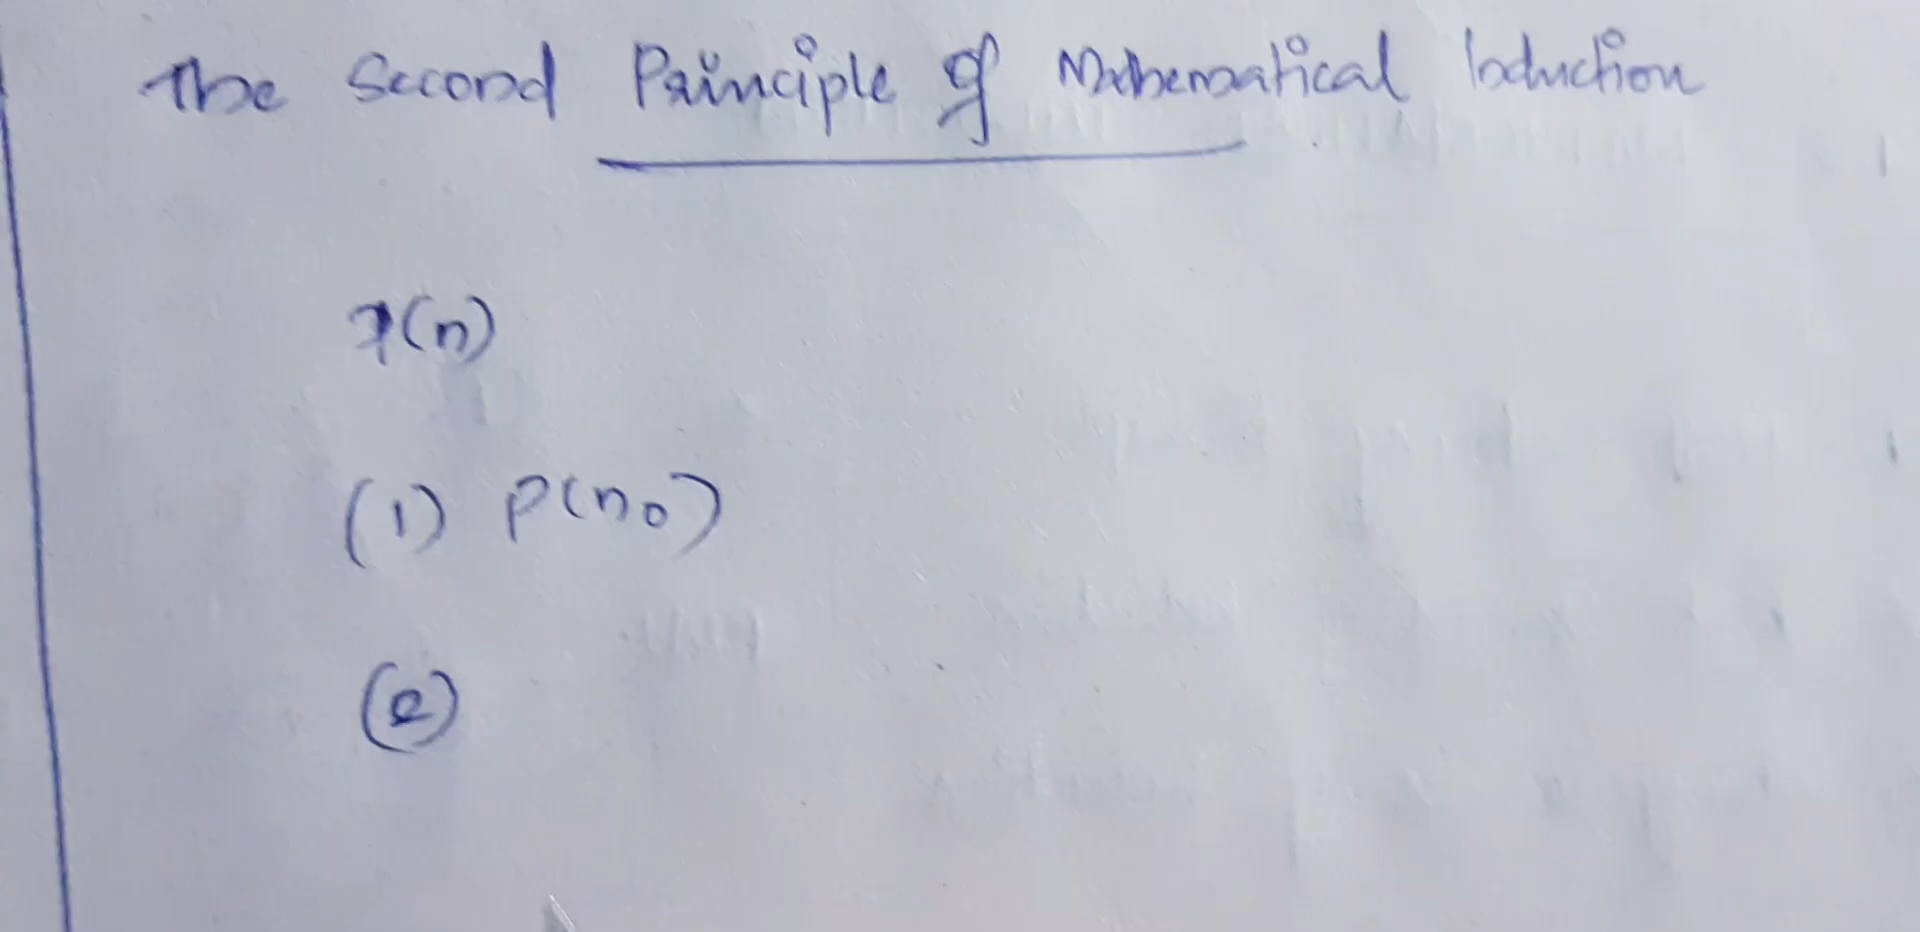 The Second Principle of Mathematical Induction
P(n)
(1) P(n₀)
(2)